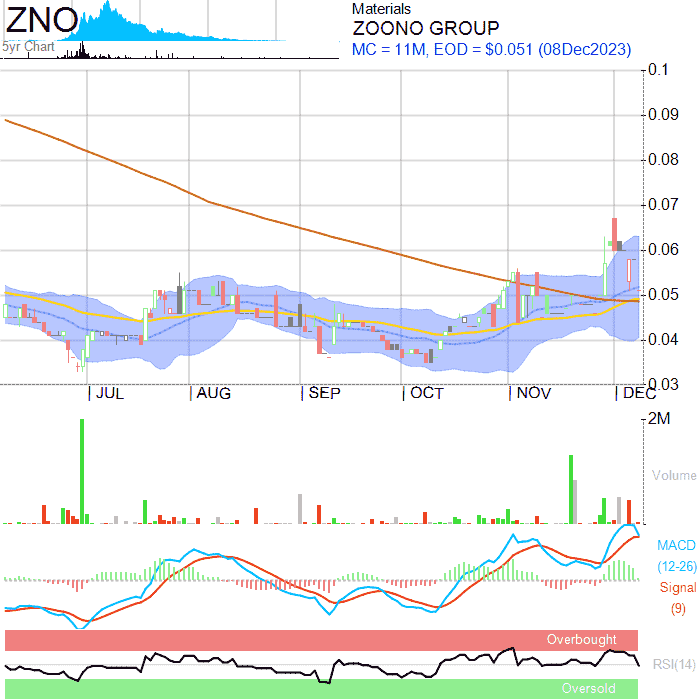 ZNO
5yr Chart
Materials
ZOONO GROUP
MC = 11M, EOD = $0.051 (08Dec2023)
0.1
0.09
0.08
0.07
0.06
0.05
0.04
0.03
JUL AUG SEP OCT NOV DEC
2M
Volume
MACD
(12-26)
Signal
(9)
Overbought
RSI(14)
Oversold